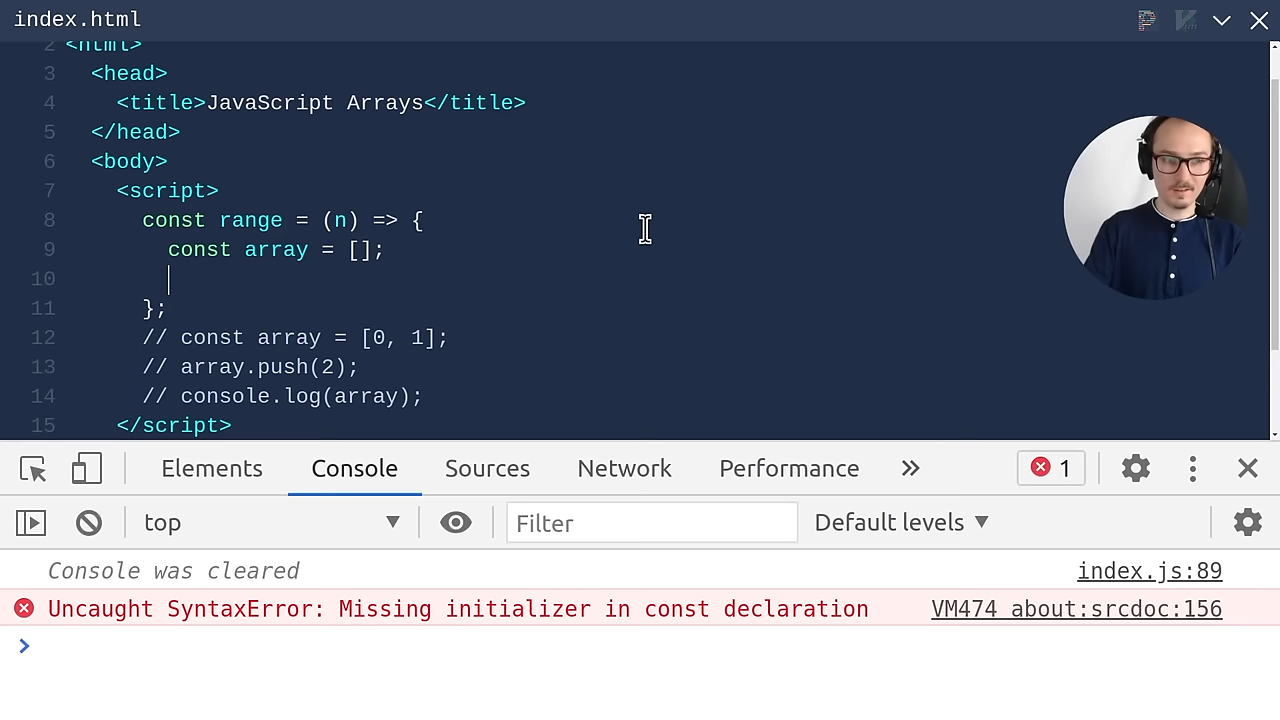 index.html
2 <html>
3 <head>
4 <title>JavaScript Arrays</title>
5 </head>
6 <body>
7 <script>
8 const range = (n) => {
9 const array = [];
10
11 };
12 // const array = [0, 1];
13 // array.push(2);
14 // console.log(array);
15 </script>
Elements Console Sources Network Performance » 1
top Filter Default levels
Console was cleared index.js:89
Uncaught SyntaxError: Missing initializer in const declaration VM474 about:srcdoc:156